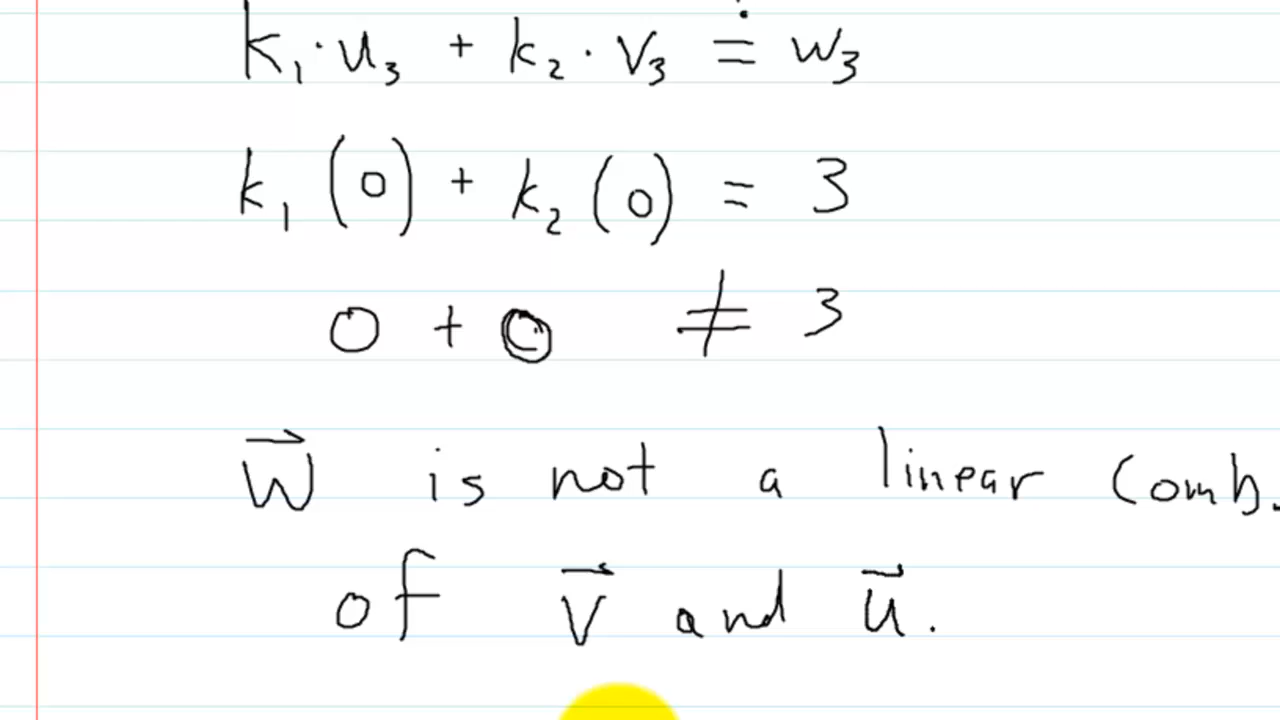 k₁·u₃ + k₂·v₃ ≟ w₃
k₁(0) + k₂(0) = 3
0 + 0 ≠ 3
w⃗ is not a linear comb.
of v⃗ and u⃗.